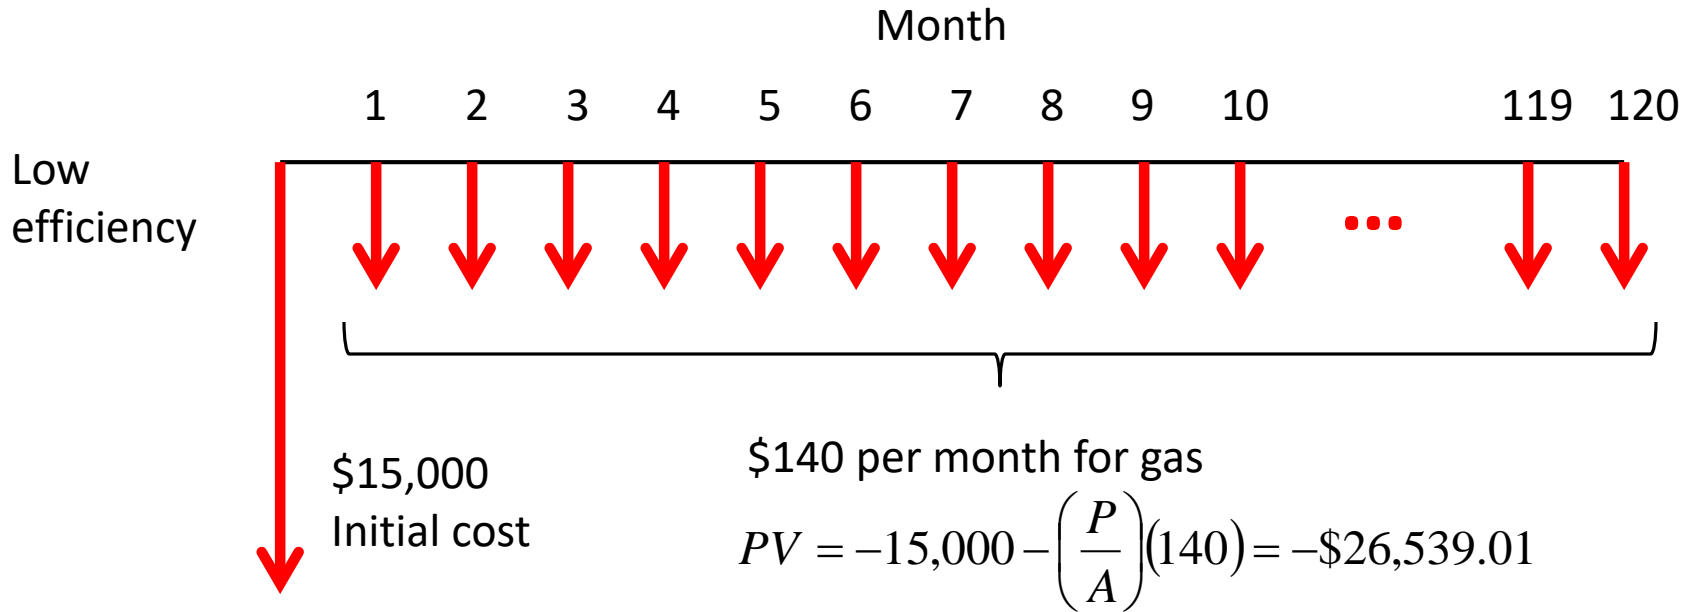 Month
1 2 3 4 5 6 7 8 9 10 119 120
Low
efficiency
...
$140 per month for gas
$15,000
Initial cost
PV = −15,000 − (P/A)(140) = −$26,539.01